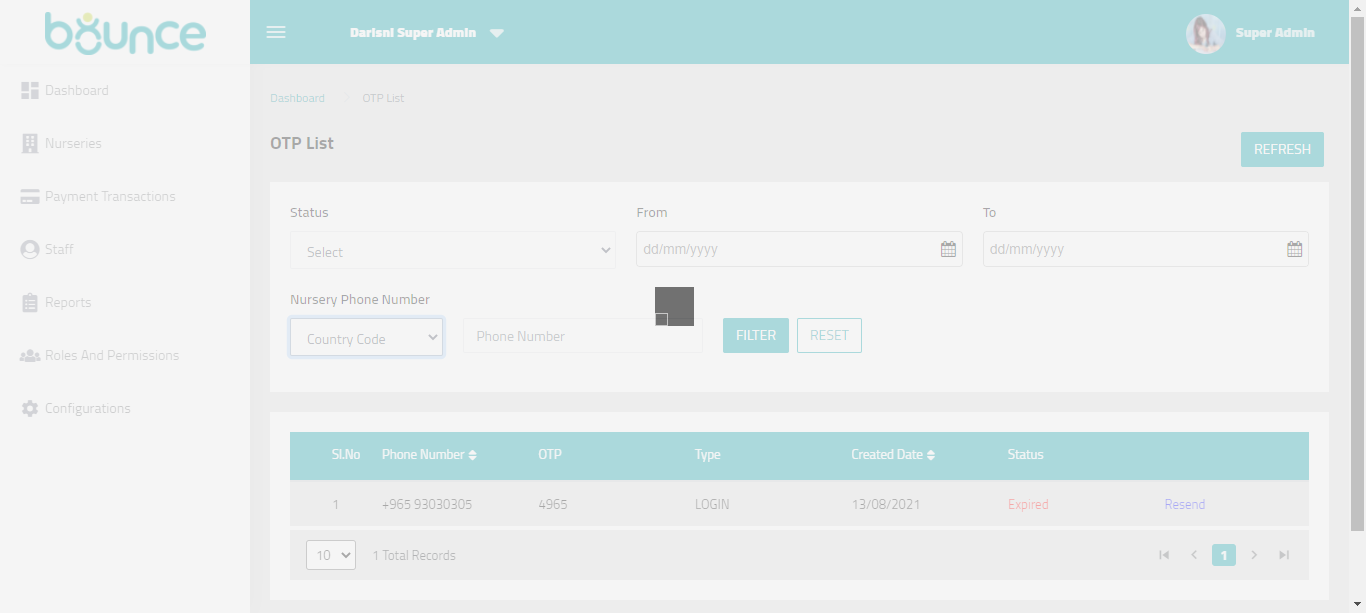 bounce
Darisni Super Admin
Super Admin
Dashboard
Nurseries
Payment Transactions
Staff
Reports
Roles And Permissions
Configurations
Dashboard > OTP List
OTP List
REFRESH
Status From To
Select dd/mm/yyyy dd/mm/yyyy
Nursery Phone Number
Country Code Phone Number FILTER RESET
Sl.No Phone Number OTP Type Created Date Status
1 +965 93030305 4965 LOGIN 13/08/2021 Expired Resend
10 1 Total Records 1